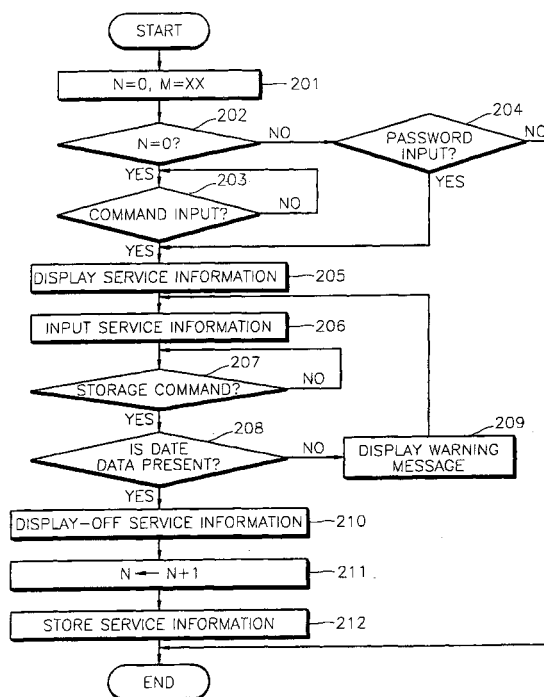 START
N=0, M=XX
201
202
N=0?
NO
YES
204
PASSWORD
INPUT?
NO
YES
203
COMMAND INPUT?
NO
YES
DISPLAY SERVICE INFORMATION
205
INPUT SERVICE INFORMATION
206
207
STORAGE COMMAND?
NO
YES
208
IS DATE
DATA PRESENT?
NO
YES
209
DISPLAY WARNING
MESSAGE
DISPLAY-OFF SERVICE INFORMATION
210
N ← N+1
211
STORE SERVICE INFORMATION
212
END